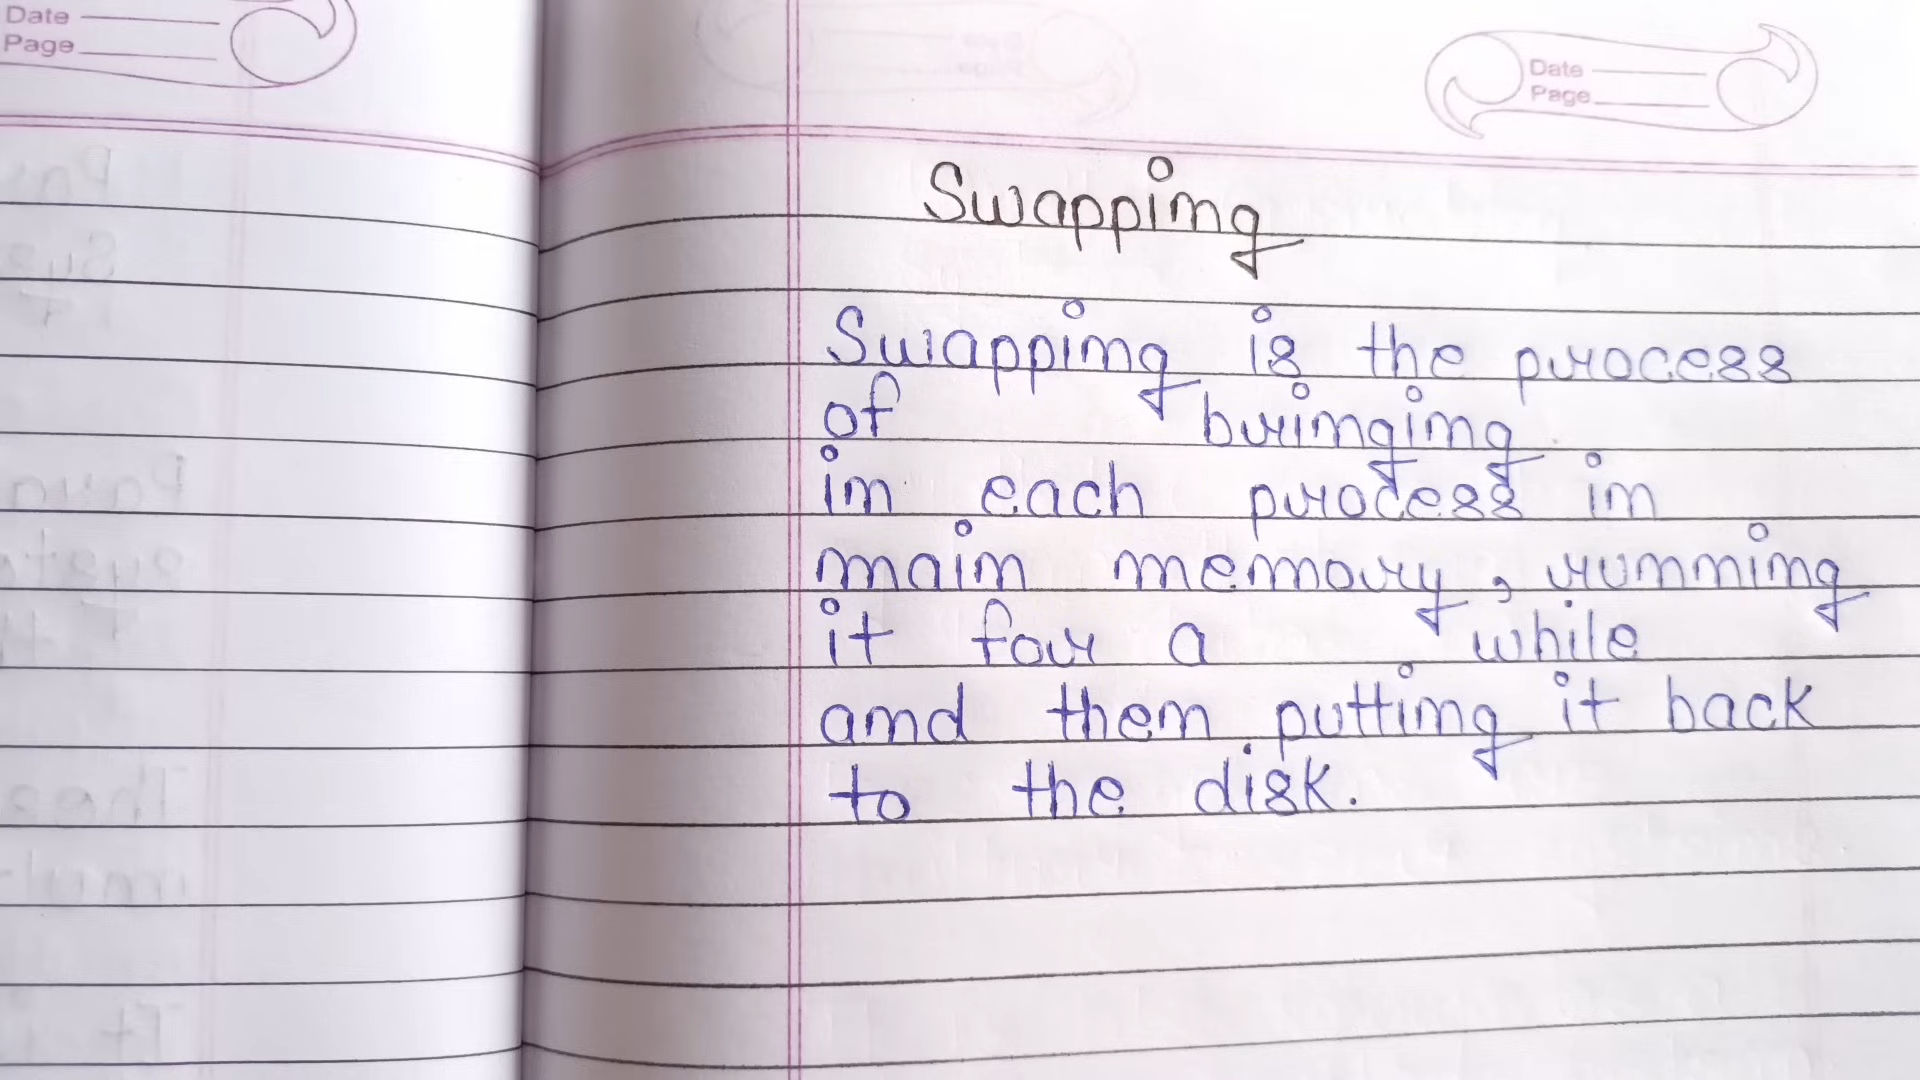 Date
Page
Date
Page
Swapping
Swapping is the process
of bringing
in each process in
main memory, running
it for a while
and then putting it back
to the disk.